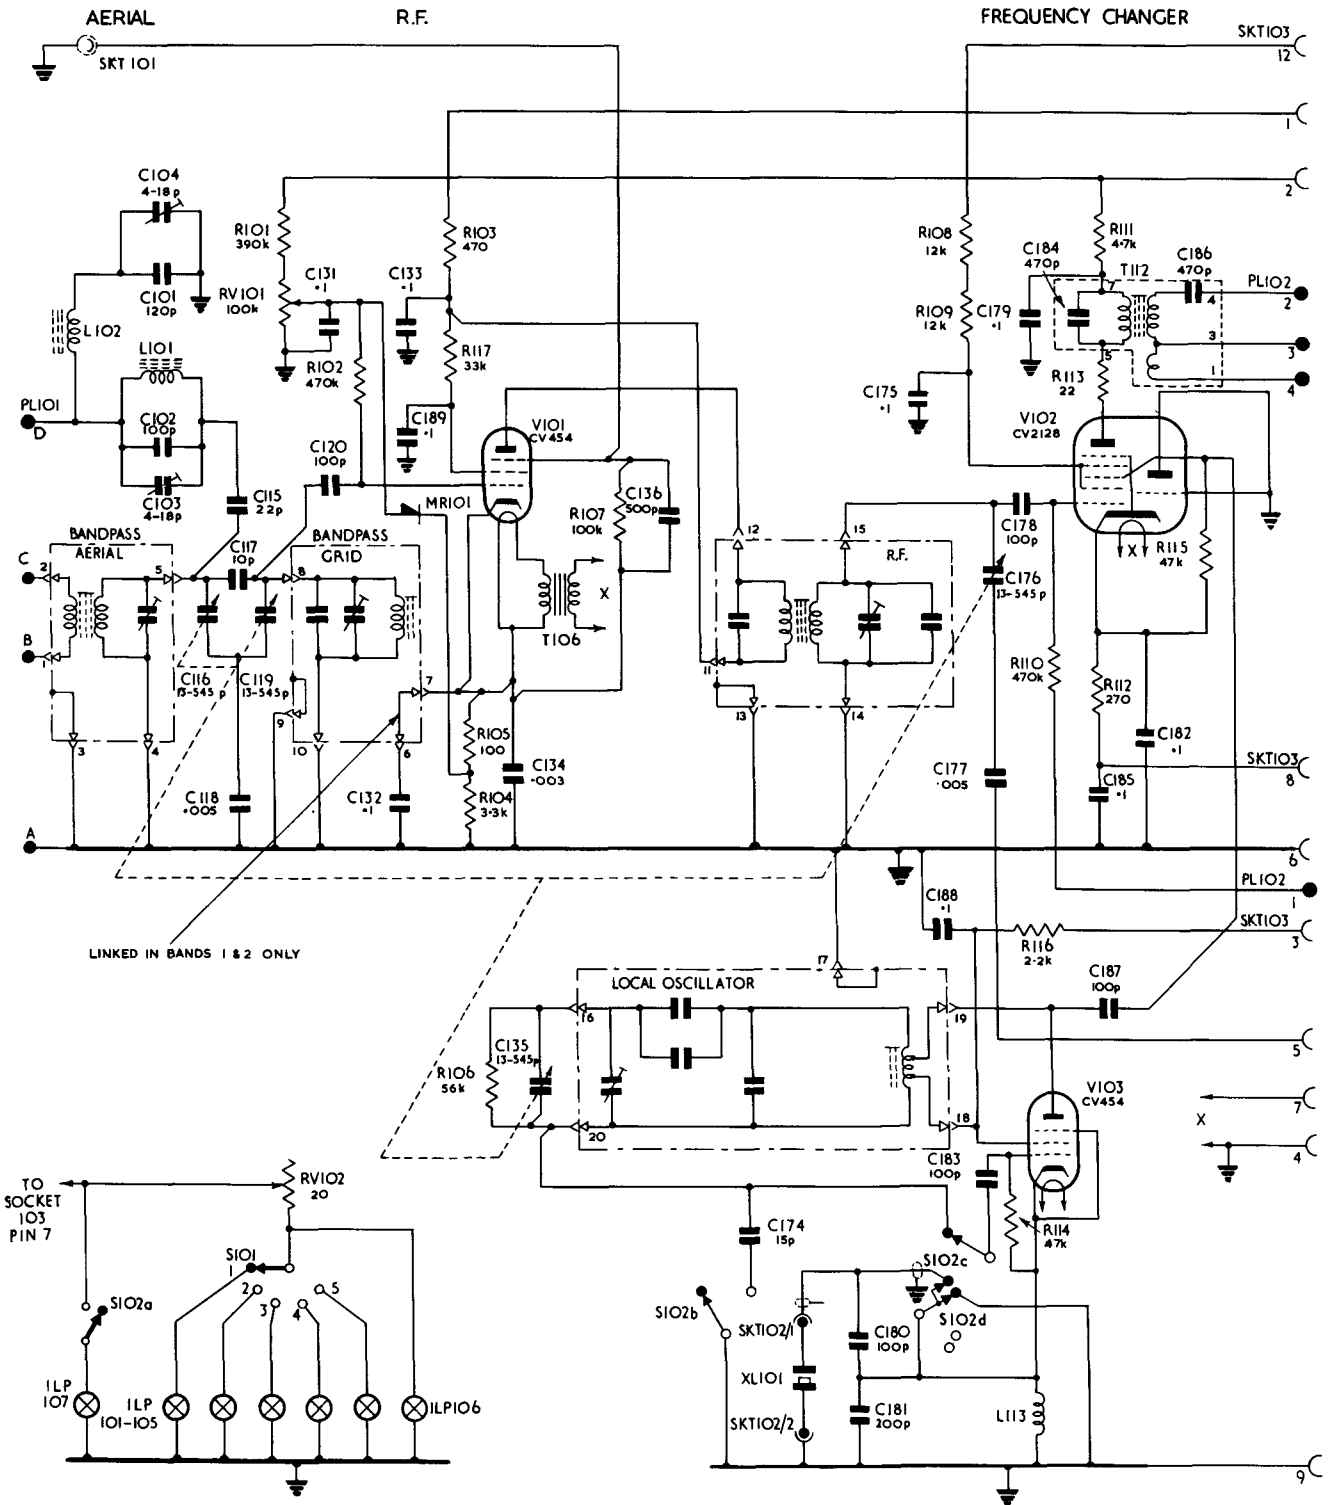 AERIAL
R.F.
FREQUENCY CHANGER
SKT 101
SKT103
12
1
2
C104
4-18p
C101
120p
L102
L101
C102
100p
C103
4-18p
PL101
D
R101
390k
RV101
100k
C131
·1
R102
470k
C133
·1
R103
470
R117
33k
C189
·1
V101
CV454
C120
100p
MR101
C115
22p
C117
10p
R107
100k
C136
500p
X
T106
BANDPASS
AERIAL
C
2
5
B
1
3
4
C116
13-545p
C119
13-545p
C118
·005
BANDPASS
GRID
8
7
9
10
6
C132
·1
R105
100
R104
3·3k
C134
·003
A
LINKED IN BANDS 1 & 2 ONLY
R108
12k
R109
12k
C175
·1
C179
·1
C184
470p
R111
4·7k
T112
7
5
C186
470p
4
3
1
PL102
2
3
4
R113
22
V102
CV2128
X
R115
47k
12
15
R.F.
11
13
14
C178
100p
C176
13-545p
R110
470k
C177
·005
R112
270
C182
·1
C185
·1
SKT103
8
6
PL102
1
SKT103
3
C188
·1
R116
2·2k
C187
100p
17
LOCAL OSCILLATOR
16
19
20
18
R106
56k
C135
13-545p
5
V103
CV454
X
7
4
C183
100p
R114
47k
TO
SOCKET
103
PIN 7
RV102
20
S101
1
2
3
4
5
S102a
ILP
107
ILP
101-105
ILP106
C174
15p
S102b
SKT102/1
XL101
SKT102/2
C180
100p
C181
200p
S102c
S102d
L113
9